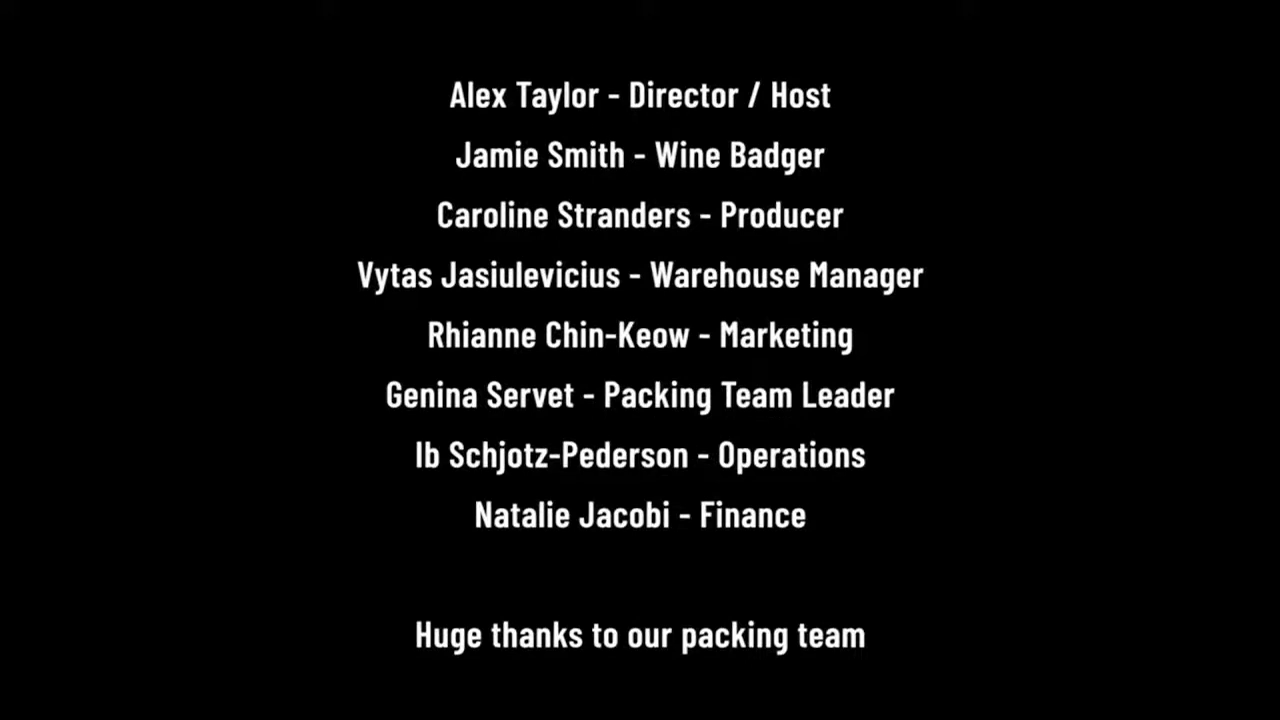 Alex Taylor - Director / Host
Jamie Smith - Wine Badger
Caroline Stranders - Producer
Vytas Jasiulevicius - Warehouse Manager
Rhianne Chin-Keow - Marketing
Genina Servet - Packing Team Leader
Ib Schjotz-Pederson - Operations
Natalie Jacobi - Finance
Huge thanks to our packing team